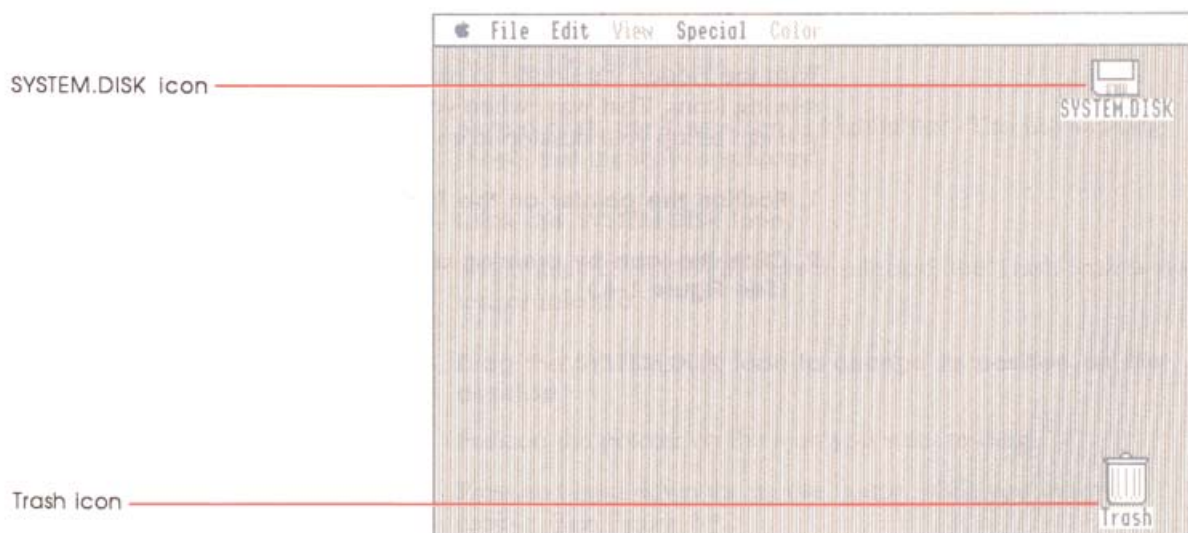 File Edit View Special Color
SYSTEM.DISK icon
SYSTEM.DISK
Trash icon
Trash